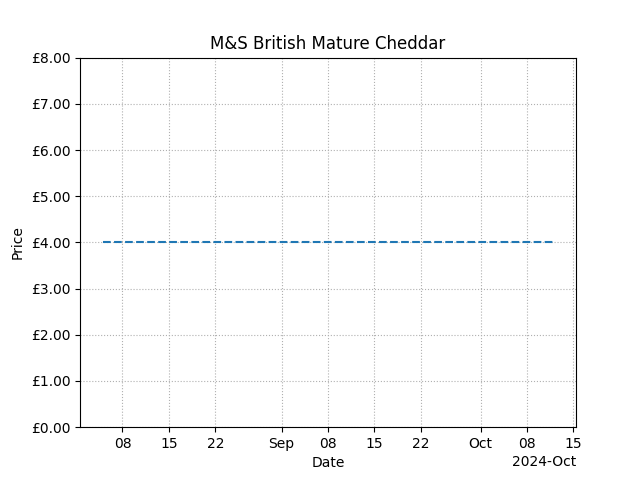 M&S British Mature Cheddar
£8.00
£7.00
£6.00
£5.00
£4.00
£3.00
£2.00
£1.00
£0.00
Price
08 15 22 Sep 08 15 22 Oct 08 15
Date
2024-Oct